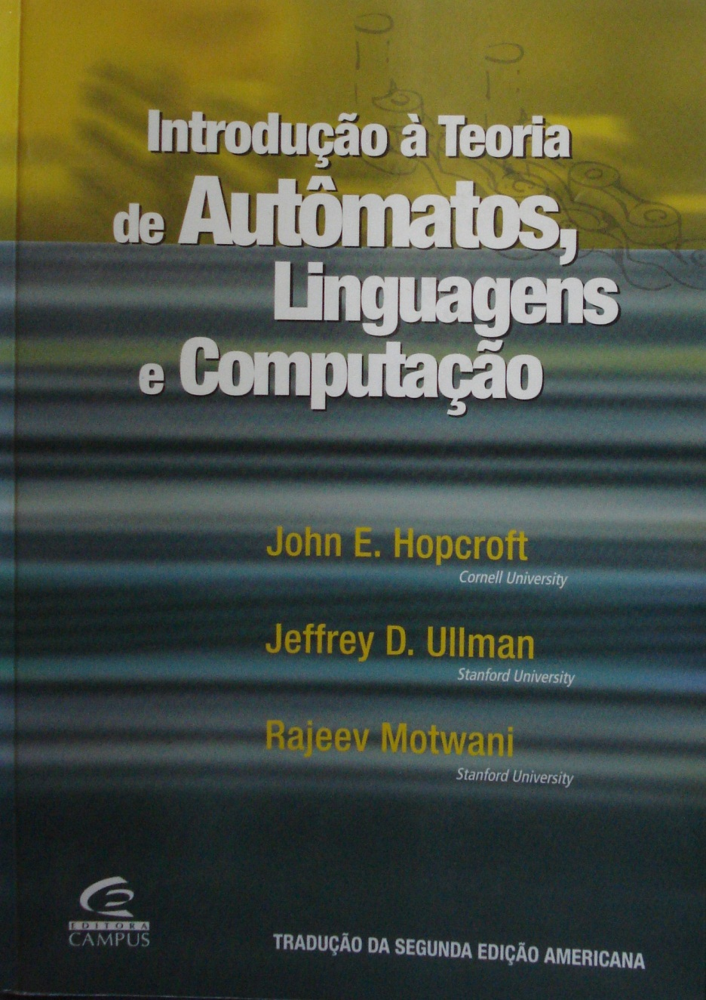 Introdução à Teoria
de Autômatos,
Linguagens
e Computação
John E. Hopcroft
Cornell University
Jeffrey D. Ullman
Stanford University
Rajeev Motwani
Stanford University
EDITORA
CAMPUS
TRADUÇÃO DA SEGUNDA EDIÇÃO AMERICANA